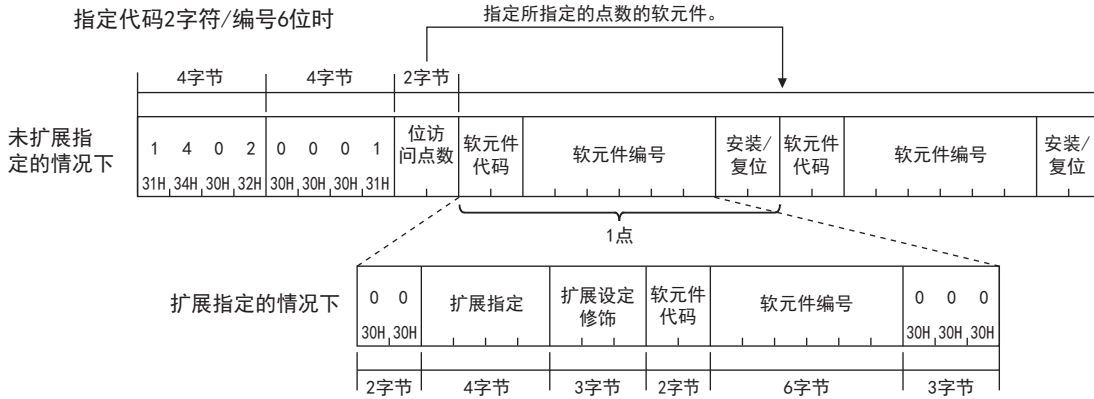 指定代码2字符/编号6位时
指定所指定的点数的软元件。
4字节 4字节 2字节
未扩展指
定的情况下
1 4 0 2 0 0 0 1
31H 34H 30H 32H 30H 30H 30H 31H
位访
问点数
软元件
代码
软元件编号
安装/
复位
软元件
代码
软元件编号
安装/
复位
1点
扩展指定的情况下
0 0
30H 30H
扩展指定
扩展设定
修饰
软元件
代码
软元件编号
0 0 0
30H 30H 30H
2字节 4字节 3字节 2字节 6字节 3字节